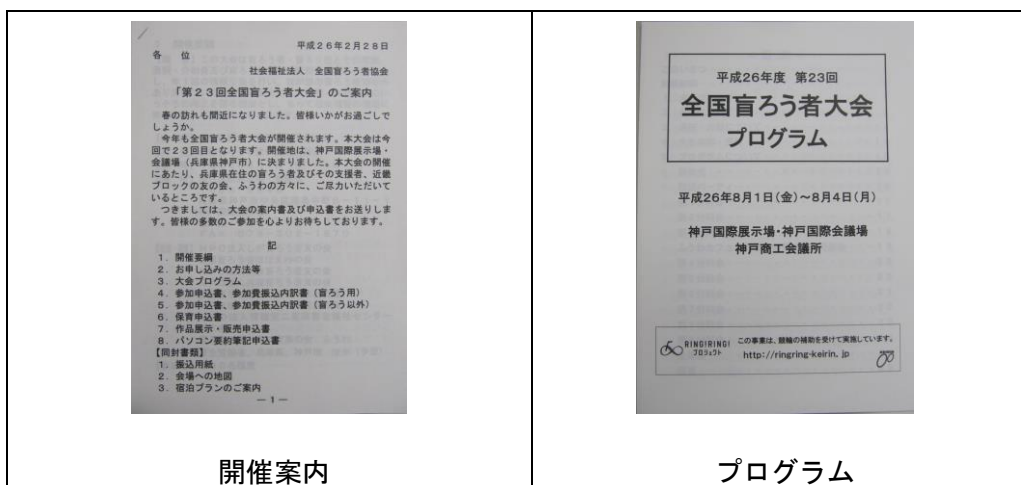 平成26年2月28日
各　位
社会福祉法人　全国盲ろう者協会
「第23回全国盲ろう者大会」のご案内
春の訪れも間近になりました。皆様いかがお過ごしで
しょうか。
今年も全国盲ろう者大会が開催されます。本大会は今
回で23回目となります。開催地は、神戸国際展示場・
会議場（兵庫県神戸市）に決まりました。本大会の開催
にあたり、兵庫県在住の盲ろう者及びその支援者、近畿
ブロックの友の会、ふうわの方々に、ご尽力いただいて
いるところです。
つきましては、大会の案内書及び申込書をお送りしま
す。皆様の多数のご参加を心よりお待ちしております。
記
1．開催要綱
2．お申し込みの方法等
3．大会プログラム
4．参加申込書、参加費振込内訳書（盲ろう用）
5．参加申込書、参加費振込内訳書（盲ろう以外）
6．保育申込書
7．作品展示・販売申込書
8．パソコン要約筆記申込書
【同封書類】
1．振込用紙
2．会場への地図
3．宿泊プランのご案内
－1－
開催案内
平成26年度 第23回
全国盲ろう者大会
プログラム
平成26年8月1日(金)～8月4日(月)
神戸国際展示場・神戸国際会議場
神戸商工会議所
RING!RING!
プロジェクト
この事業は、競輪の補助を受けて実施しています。
http://ringring-keirin.jp
プログラム